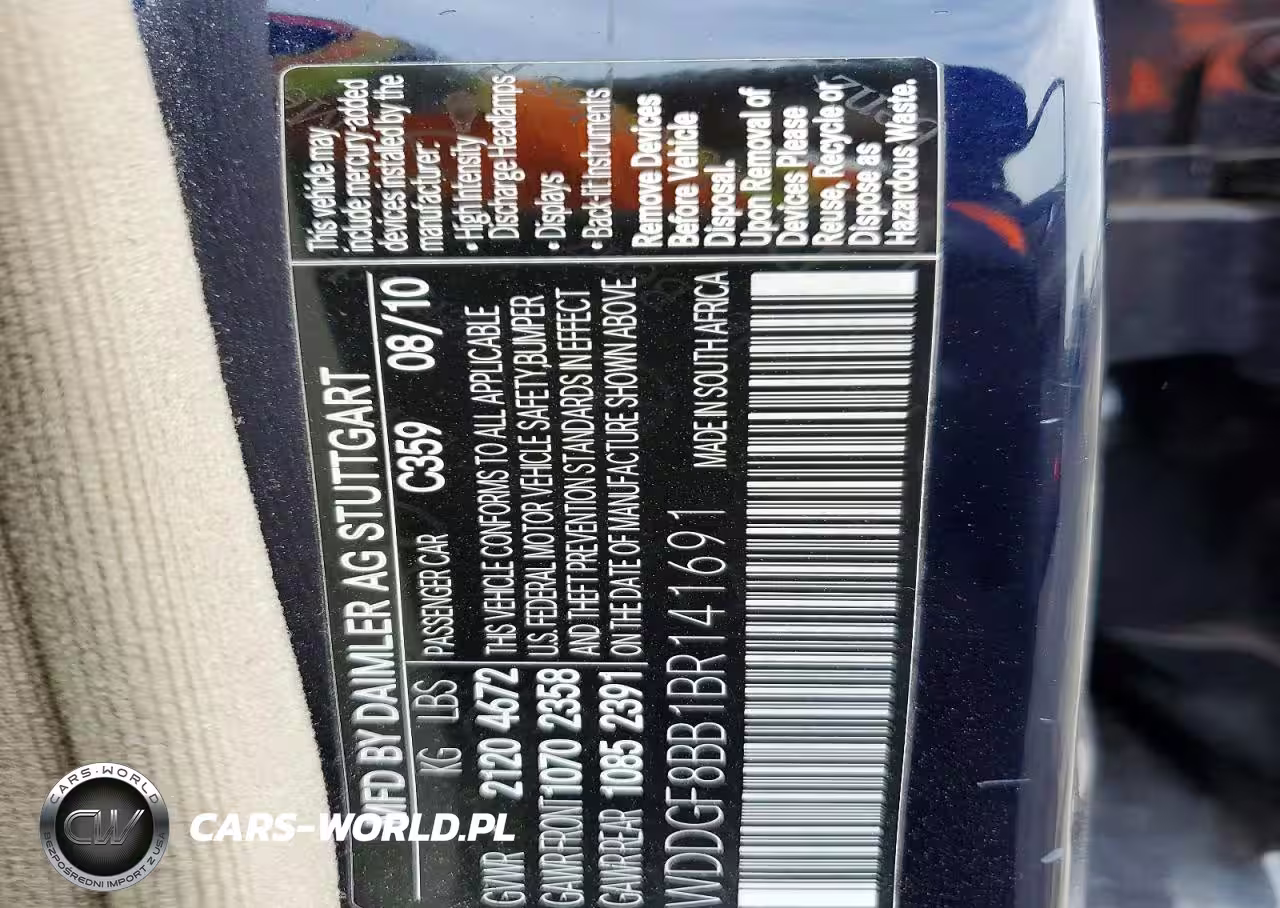 MFD BY DAIMLER AG STUTTGART
KG LBS PASSENGER CAR C359 08/10
GVWR 2120 4672 THIS VEHICLE CONFORMS TO ALL APPLICABLE
GAWR FRONT 1070 2358 U.S. FEDERAL MOTOR VEHICLE SAFETY,BUMPER
AND THEFT PREVENTION STANDARDS IN EFFECT
GAWR REAR 1085 2391 ON THE DATE OF MANUFACTURE SHOWN ABOVE
WDDGF8BB1BR141691 MADE IN SOUTH AFRICA
This vehicle may
include mercury added
devices installed by the
manufacturer:
• High Intensity
Discharge Headlamps
• Displays
• Back-lit Instruments
Remove Devices
Before Vehicle
Disposal.
Upon Removal of
Devices Please
Reuse, Recycle or
Dispose as
Hazardous Waste.
CARS-WORLD
CW
BEZPOŚREDNI IMPORT Z USA
CARS-WORLD.PL